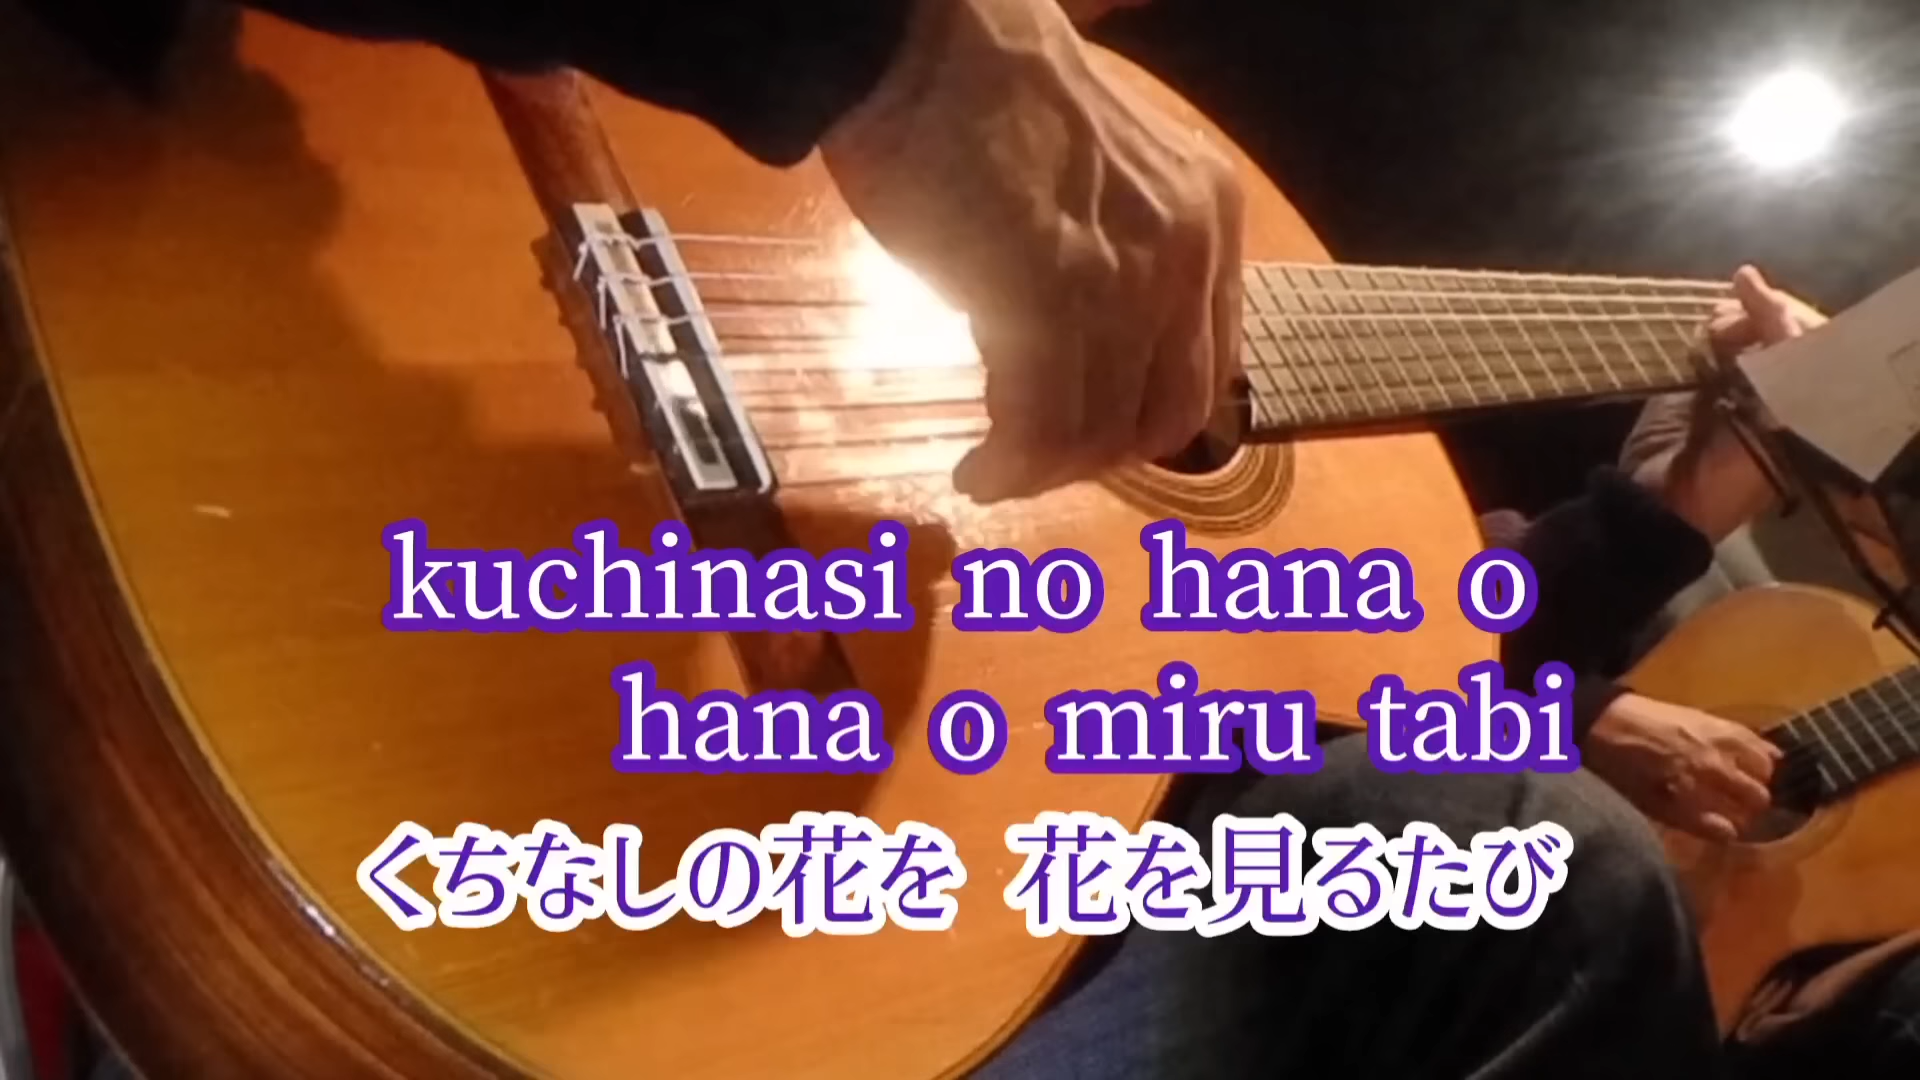 kuchinasi no hana o
hana o miru tabi
くちなしの花を 花を見るたび